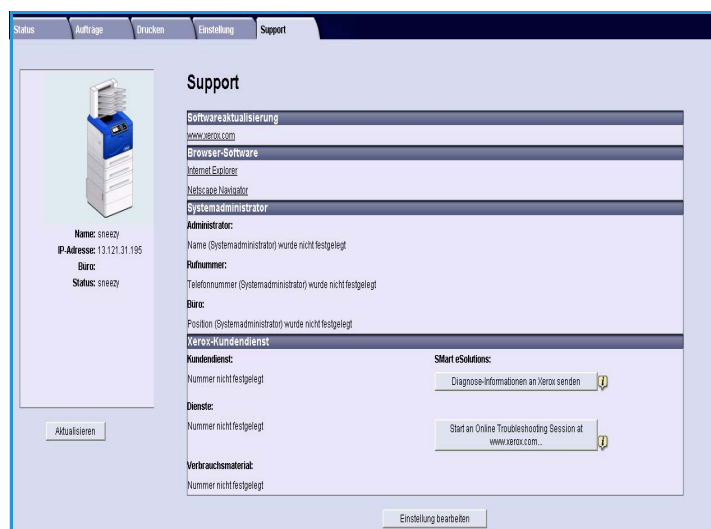 Status Aufträge Drucken Einstellung Support
Support
Softwareaktualisierung
www.xerox.com
Browser-Software
Internet Explorer
Netscape Navigator
Systemadministrator
Administrator:
Name (Systemadministrator) wurde nicht festgelegt
Rufnummer:
Telefonnummer (Systemadministrator) wurde nicht festgelegt
Büro:
Position (Systemadministrator) wurde nicht festgelegt
Xerox-Kundendienst
Kundendienst: SMart eSolutions:
Nummer nicht festgelegt Diagnose-Informationen an Xerox senden
Dienste:
Nummer nicht festgelegt Start an Online Troubleshooting Session at
www.xerox.com...
Verbrauchsmaterial:
Nummer nicht festgelegt
Einstellung bearbeiten
Name: sneezy
IP-Adresse: 13.121.31.195
Büro:
Status: sneezy
Aktualisieren